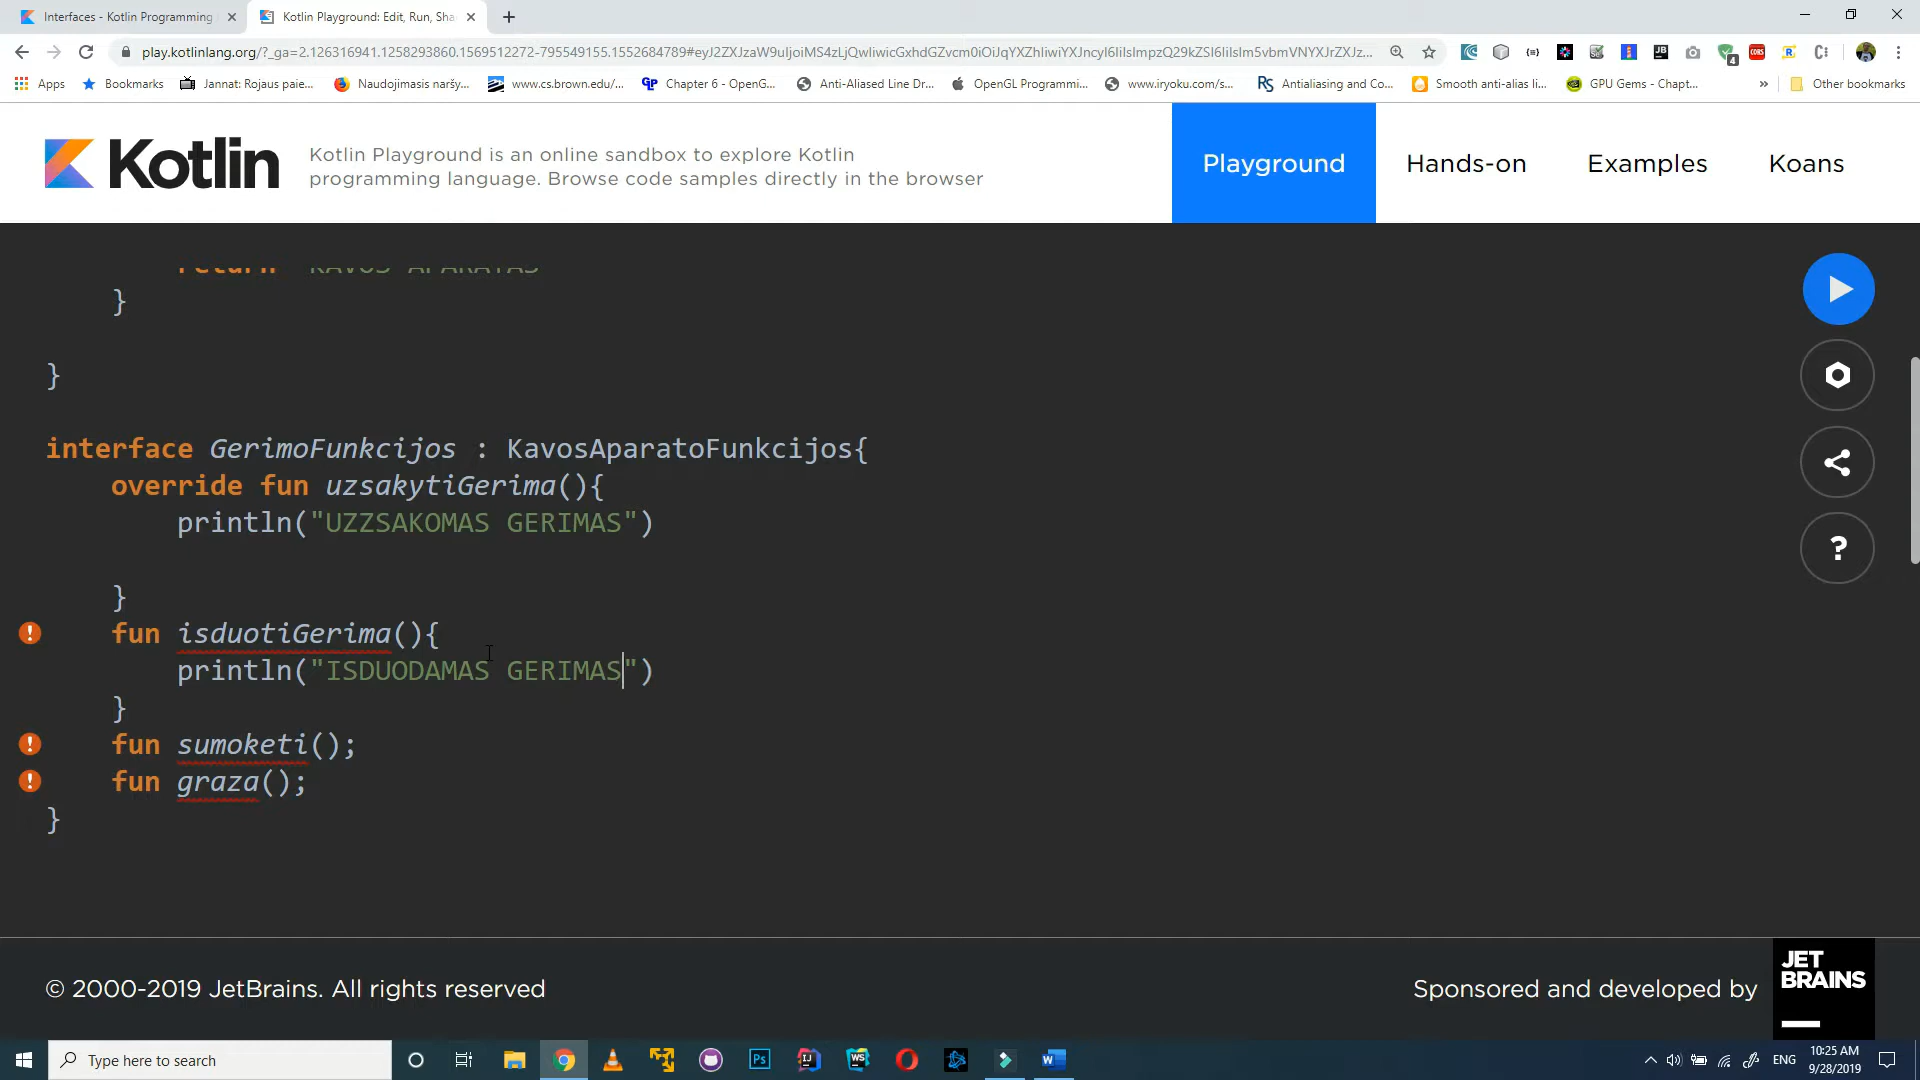 Interfaces - Kotlin Programming
Kotlin Playground: Edit, Run, Sha
play.kotlinlang.org/?_ga=2.126316941.1258293860.1569512272-795549155.1552684789#eyJ2ZXJzaW9uIjoiMS4zLjQwIiwicGxhdGZvcm0iOiJqYXZhIiwiYXJncyI6IiIsImpzQ29kZSI6IiIsIm5vbmVNYXJrZXJz...
4
Apps
Bookmarks
Jannat: Rojaus paie...
Naudojimasis naršy...
www.cs.brown.edu/...
Chapter 6 - OpenG...
Anti-Aliased Line Dr...
OpenGL Programmi...
www.iryoku.com/s...
Antialiasing and Co...
Smooth anti-alias li...
GPU Gems - Chapt...
»
Other bookmarks
Kotlin
Kotlin Playground is an online sandbox to explore Kotlin
programming language. Browse code samples directly in the browser
Playground
Hands-on
Examples
Koans
return "KAVOS APARATAS"
}
}
interface GerimoFunkcijos : KavosAparatoFunkcijos{
override fun uzsakytiGerima(){
println("UZZSAKOMAS GERIMAS")
}
fun isduotiGerima(){
println("ISDUODAMAS GERIMAS")
}
fun sumoketi();
fun graza();
}
© 2000-2019 JetBrains. All rights reserved
Sponsored and developed by
JET
BRAINS
Type here to search
ENG
10:25 AM
9/28/2019